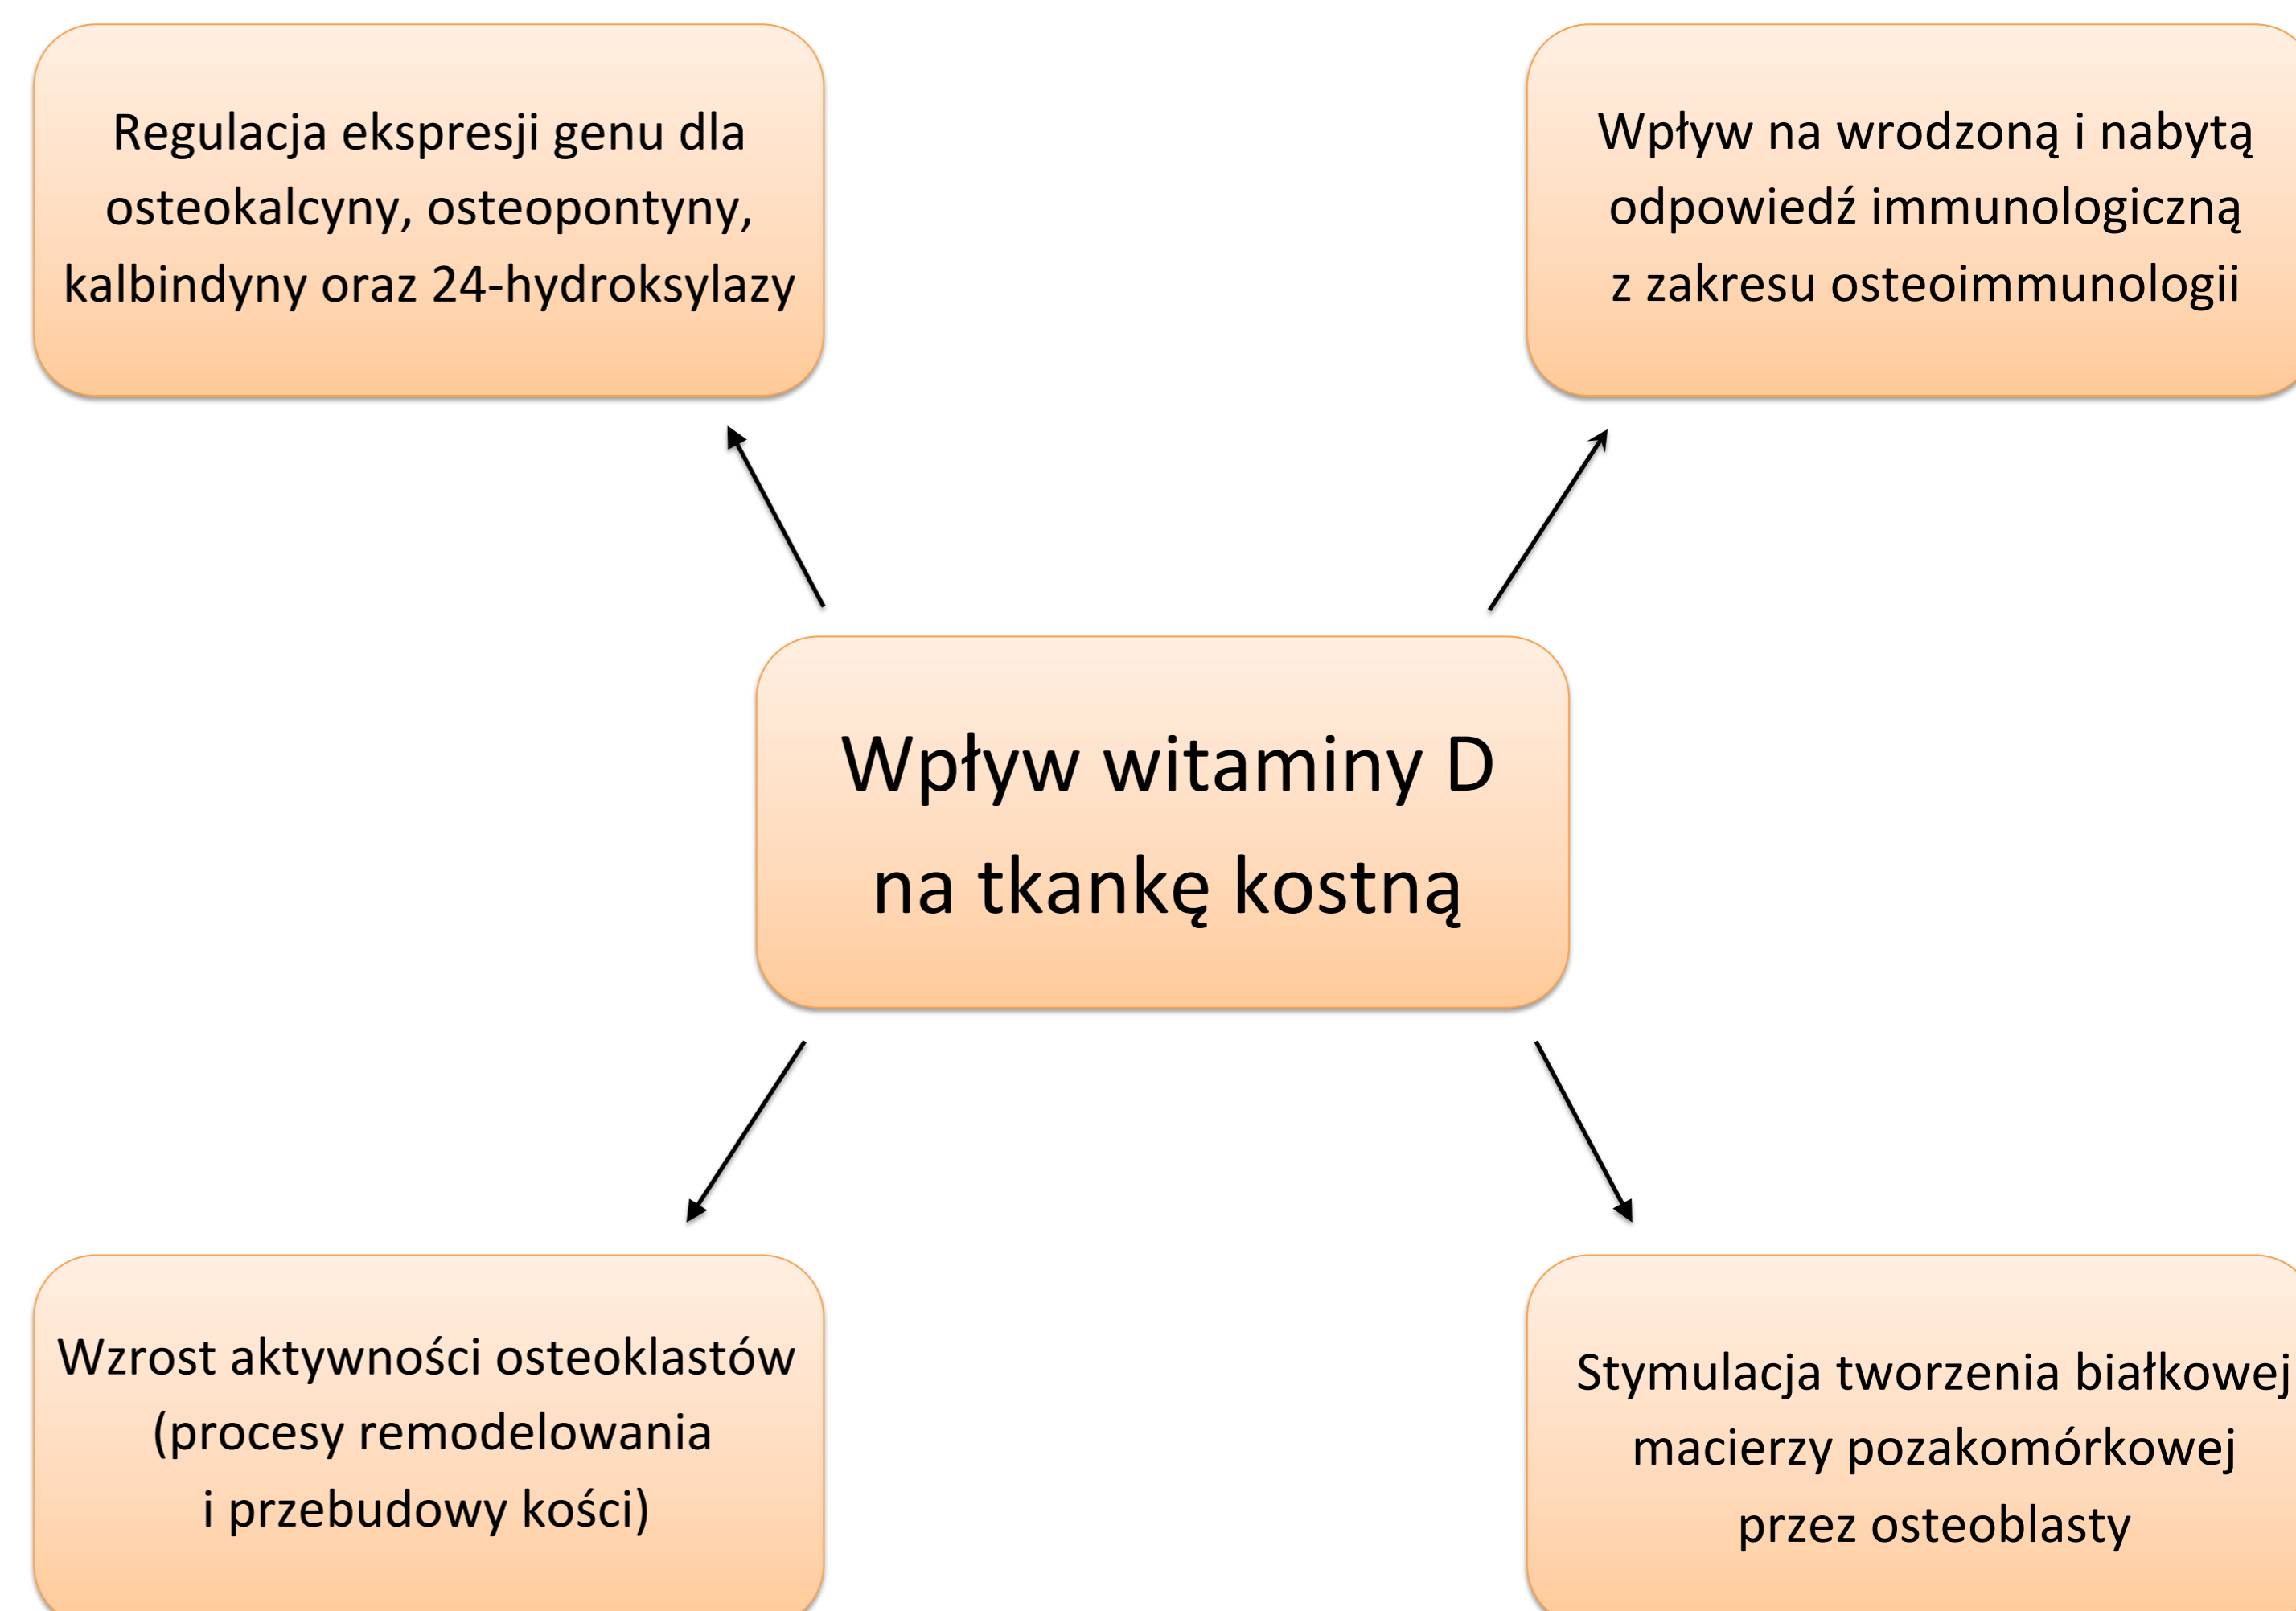 Regulacja ekspresji genu dla
osteokalcyny, osteopontyny,
kalbindyny oraz 24-hydroksylazy
Wpływ na wrodzoną i nabytą
odpowiedź immunologiczną
z zakresu osteoimmunologii
Wpływ witaminy D
na tkankę kostną
Wzrost aktywności osteoklastów
(procesy remodelowania
i przebudowy kości)
Stymulacja tworzenia białkowej
macierzy pozakomórkowej
przez osteoblasty